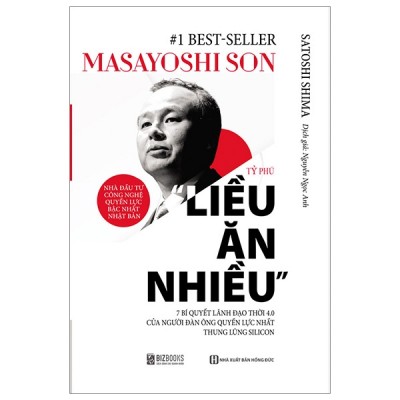 #1 BEST-SELLER
MASAYOSHI SON
SATOSHI SHIMA
Dịch giả: Nguyễn Ngọc Anh
NHÀ ĐẦU TƯ
CÔNG NGHỆ
QUYỀN LỰC
BẬC NHẤT
NHẬT BẢN
TỶ PHÚ
“LIỀU
ĂN
NHIỀU”
7 BÍ QUYẾT LÃNH ĐẠO THỜI 4.0
CỦA NGƯỜI ĐÀN ÔNG QUYỀN LỰC NHẤT
THUNG LŨNG SILICON
BIZBOOKS
NHÀ XUẤT BẢN HỒNG ĐỨC